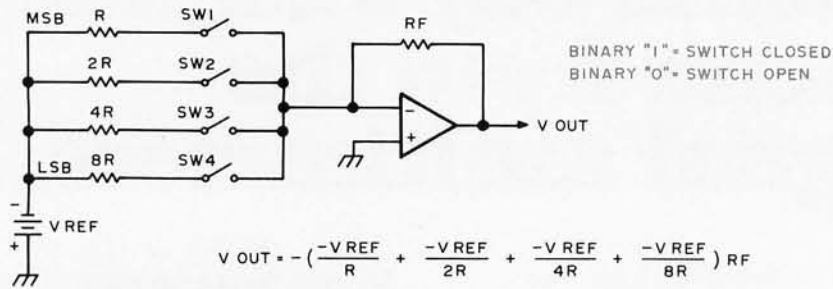 MSB R SW1
RF
BINARY "1" = SWITCH CLOSED
BINARY "0" = SWITCH OPEN
2R SW2
4R SW3
- V OUT
+
LSB 8R SW4
-
V REF
+
V OUT = -( -V REF / R + -V REF / 2R + -V REF / 4R + -V REF / 8R ) RF